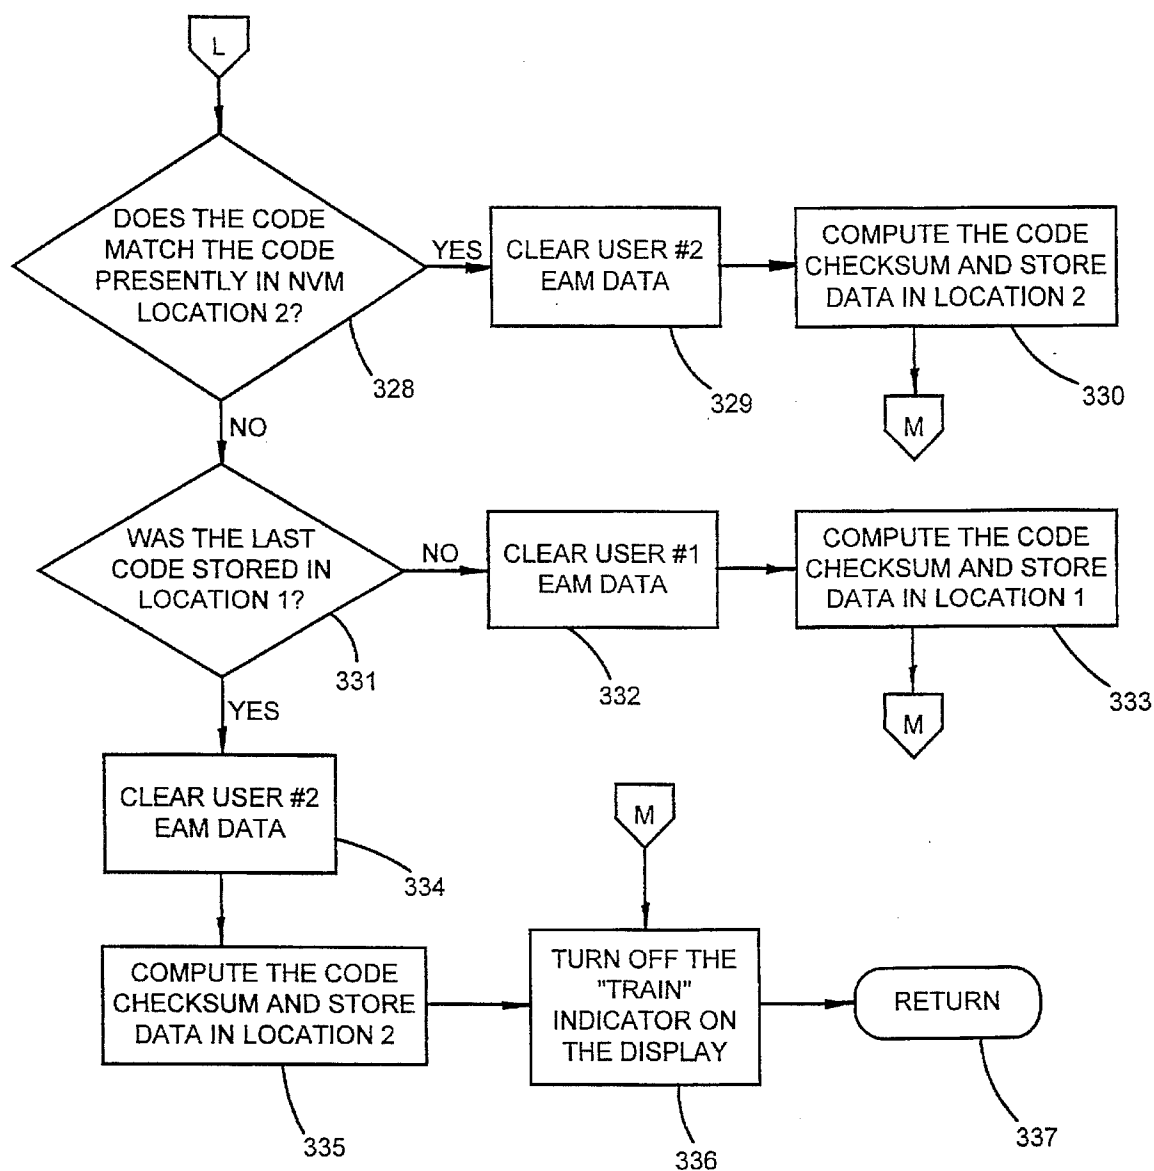 L
DOES THE CODE
MATCH THE CODE
PRESENTLY IN NVM
LOCATION 2?
328
YES
CLEAR USER #2
EAM DATA
329
COMPUTE THE CODE
CHECKSUM AND STORE
DATA IN LOCATION 2
330
M
NO
WAS THE LAST
CODE STORED IN
LOCATION 1?
331
NO
CLEAR USER #1
EAM DATA
332
COMPUTE THE CODE
CHECKSUM AND STORE
DATA IN LOCATION 1
333
M
YES
CLEAR USER #2
EAM DATA
334
COMPUTE THE CODE
CHECKSUM AND STORE
DATA IN LOCATION 2
335
M
TURN OFF THE
"TRAIN"
INDICATOR ON
THE DISPLAY
336
RETURN
337